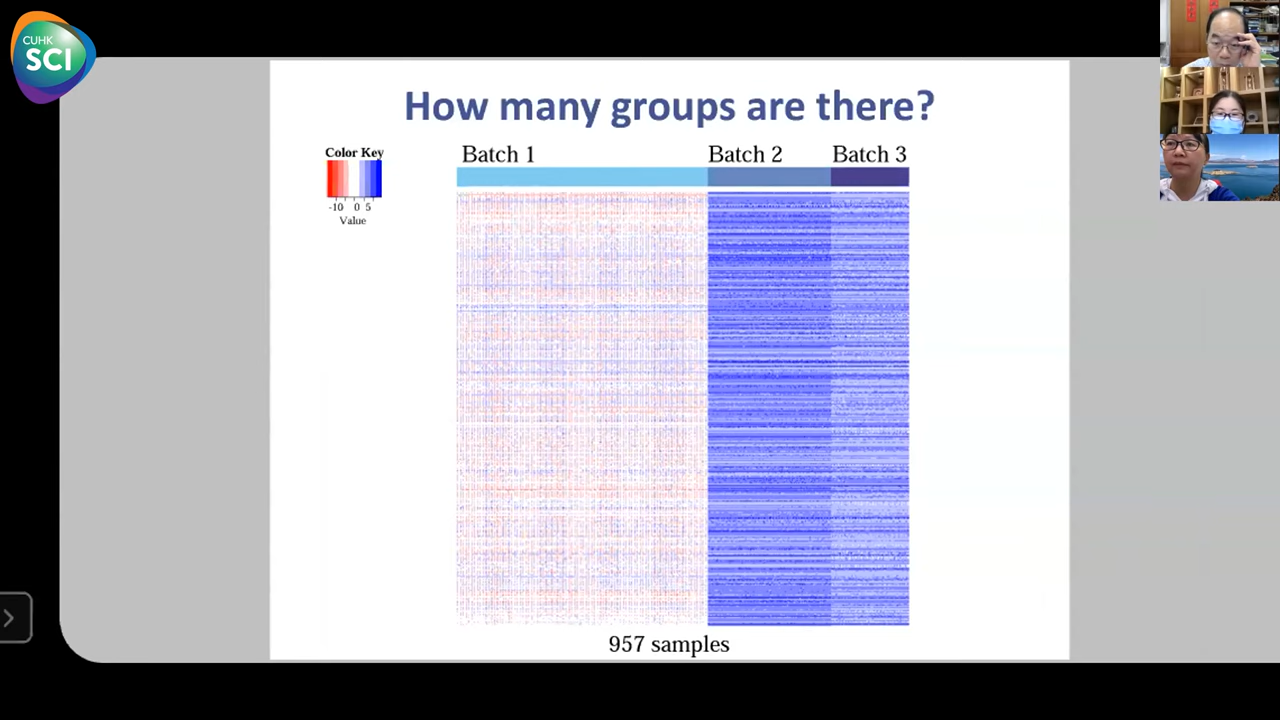 CUHK
SCI
How many groups are there?
Color Key
-10 0 5
Value
Batch 1
Batch 2
Batch 3
957 samples